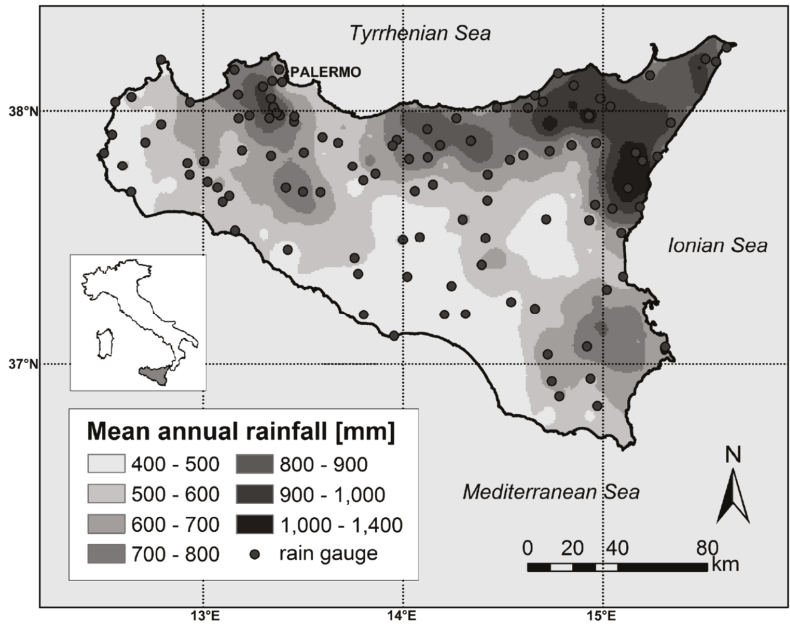 Tyrrhenian Sea
PALERMO
38°N
Ionian Sea
37°N
Mean annual rainfall [mm]
400 - 500
500 - 600
600 - 700
700 - 800
800 - 900
900 - 1,000
1,000 - 1,400
rain gauge
Mediterranean Sea
N
0 20 40 80
km
13°E 14°E 15°E